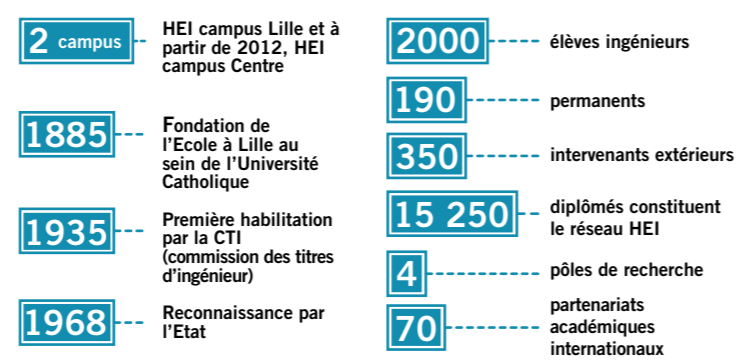 2 campus
HEI campus Lille et à
partir de 2012, HEI
campus Centre
1885
Fondation de
l'Ecole à Lille au
sein de l'Université
Catholique
1935
Première habilitation
par la CTI
(commission des titres
d'ingénieur)
1968
Reconnaissance par
l'Etat
2000
élèves ingénieurs
190
permanents
350
intervenants extérieurs
15 250
diplômés constituent
le réseau HEI
4
pôles de recherche
70
partenariats
académiques
internationaux